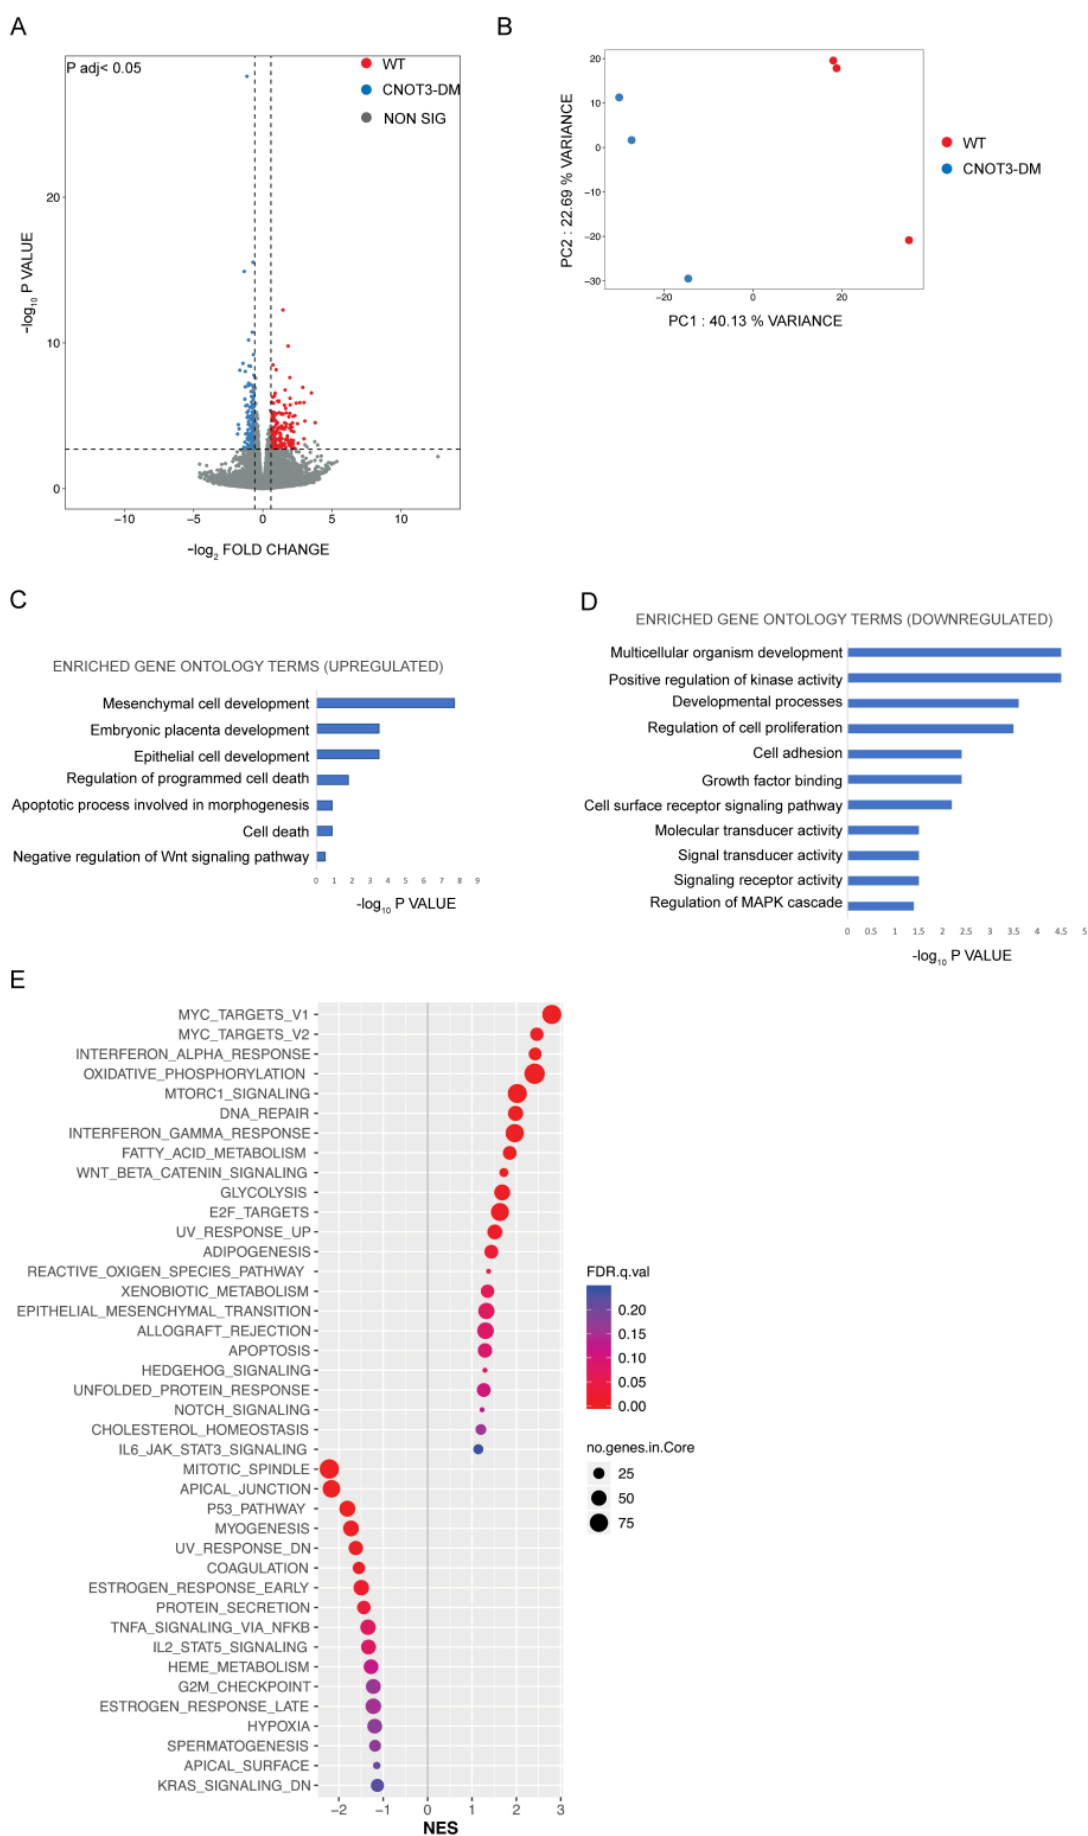 A
P adj< 0.05
WT
CNOT3-DM
NON SIG
20
10
0
−10
−5
0
5
10
-log10 P VALUE
-log2 FOLD CHANGE
B
20
10
0
−10
−20
−30
−20
0
20
PC2 : 22.69 % VARIANCE
PC1 : 40.13 % VARIANCE
WT
CNOT3-DM
C
ENRICHED GENE ONTOLOGY TERMS (UPREGULATED)
Mesenchymal cell development
Embryonic placenta development
Epithelial cell development
Regulation of programmed cell death
Apoptotic process involved in morphogenesis
Cell death
Negative regulation of Wnt signaling pathway
0 1 2 3 4 5 6 7 8 9
-log10 P VALUE
D
ENRICHED GENE ONTOLOGY TERMS (DOWNREGULATED)
Multicellular organism development
Positive regulation of kinase activity
Developmental processes
Regulation of cell proliferation
Cell adhesion
Growth factor binding
Cell surface receptor signaling pathway
Molecular transducer activity
Signal transducer activity
Signaling receptor activity
Regulation of MAPK cascade
0 0.5 1 1.5 2 2.5 3 3.5 4 4.5 5
-log10 P VALUE
E
MYC_TARGETS_V1
MYC_TARGETS_V2
INTERFERON_ALPHA_RESPONSE
OXIDATIVE_PHOSPHORYLATION
MTORC1_SIGNALING
DNA_REPAIR
INTERFERON_GAMMA_RESPONSE
FATTY_ACID_METABOLISM
WNT_BETA_CATENIN_SIGNALING
GLYCOLYSIS
E2F_TARGETS
UV_RESPONSE_UP
ADIPOGENESIS
REACTIVE_OXIGEN_SPECIES_PATHWAY
XENOBIOTIC_METABOLISM
EPITHELIAL_MESENCHYMAL_TRANSITION
ALLOGRAFT_REJECTION
APOPTOSIS
HEDGEHOG_SIGNALING
UNFOLDED_PROTEIN_RESPONSE
NOTCH_SIGNALING
CHOLESTEROL_HOMEOSTASIS
IL6_JAK_STAT3_SIGNALING
MITOTIC_SPINDLE
APICAL_JUNCTION
P53_PATHWAY
MYOGENESIS
UV_RESPONSE_DN
COAGULATION
ESTROGEN_RESPONSE_EARLY
PROTEIN_SECRETION
TNFA_SIGNALING_VIA_NFKB
IL2_STAT5_SIGNALING
HEME_METABOLISM
G2M_CHECKPOINT
ESTROGEN_RESPONSE_LATE
HYPOXIA
SPERMATOGENESIS
APICAL_SURFACE
KRAS_SIGNALING_DN
−2 −1 0 1 2 3
NES
FDR.q.val
0.20
0.15
0.10
0.05
0.00
no.genes.in.Core
25
50
75